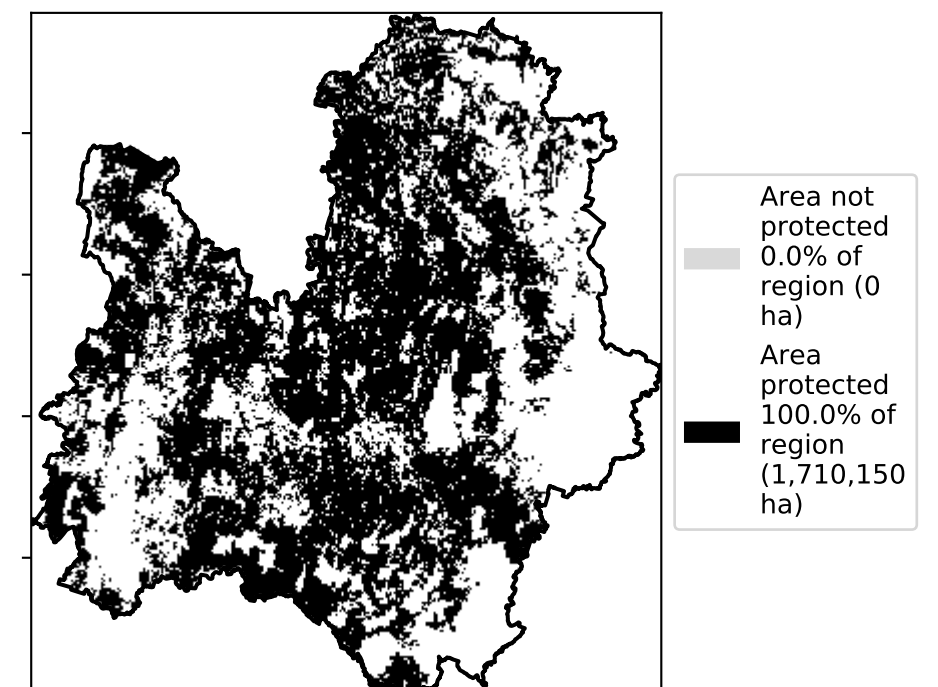 Area not
protected
0.0% of
region (0
ha)
Area
protected
100.0% of
region
(1,710,150
ha)